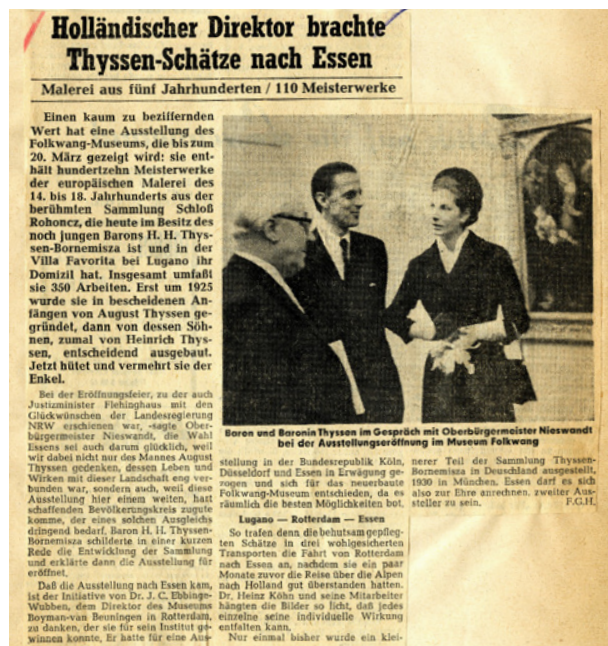 Holländischer Direktor brachte
Thyssen-Schätze nach Essen
Malerei aus fünf Jahrhunderten / 110 Meisterwerke
Einen kaum zu beziffernden
Wert hat eine Ausstellung des
Folkwang-Museums, die bis zum
20. März gezeigt wird: sie ent-
hält hundertzehn Meisterwerke
der europäischen Malerei des
14. bis 18. Jahrhunderts aus der
berühmten Sammlung Schloß
Rohoncz, die heute im Besitz des
noch jungen Barons H. H. Thys-
sen-Bornemisza ist und in der
Villa Favorita bei Lugano ihr
Domizil hat. Insgesamt umfaßt
sie 350 Arbeiten. Erst um 1925
wurde sie in bescheidenen An-
fängen von August Thyssen ge-
gründet, dann von dessen Söh-
nen, zumal von Heinrich Thys-
sen, entscheidend ausgebaut.
Jetzt hütet und vermehrt sie der
Enkel.
Bei der Eröffnungsfeier, zu der auch
Justizminister Flehinghaus mit den
Glückwünschen der Landesregierung
NRW erschienen war, sagte Ober-
bürgermeister Nieswandt, die Wahl
Essens sei auch darum glücklich, weil
wir dabei nicht nur des Mannes August
Thyssen gedenken, dessen Leben und
Wirken mit dieser Landschaft eng ver-
bunden war, sondern auch, weil diese
Ausstellung hier einem weiten, hart
schaffenden Bevölkerungskreis zugute
komme, der eines solchen Ausgleichs
dringend bedarf. Baron H. H. Thyssen-
Bornemisza schilderte in einer kurzen
Rede die Entwicklung der Sammlung
und erklärte dann die Ausstellung für
eröffnet.
Daß die Ausstellung nach Essen kam,
ist der Initiative von Dr. J. C. Ebbinge-
Wubben, dem Direktor des Museums
Boyman-van Beuningen in Rotterdam,
zu danken, der sie für sein Institut ge-
winnen konnte. Er hatte für eine Aus-
Baron und Baronin Thyssen im Gespräch mit Oberbürgermeister Nieswandt
bei der Ausstellungseröffnung im Museum Folkwang
stellung in der Bundesrepublik Köln,
Düsseldorf und Essen in Erwägung ge-
zogen und sich für das neuerbaute
Folkwang-Museum entschieden, da es
räumlich die besten Möglichkeiten bot.
Lugano — Rotterdam — Essen
So trafen denn die behutsam gepfleg-
ten Schätze in drei wohlgesicherten
Transporten die Fahrt von Rotterdam
nach Essen an, nachdem sie ein paar
Monate zuvor die Reise über die Alpen
nach Holland gut überstanden hatten.
Dr. Heinz Köhn und seine Mitarbeiter
hängten die Bilder so licht, daß jedes
einzelne seine individuelle Wirkung
entfalten kann.
Nur einmal bisher wurde ein klei-
nerer Teil der Sammlung Thyssen-
Bornemisza in Deuschland ausgestellt,
1930 in München. Essen darf es sich
also zur Ehre anrechnen, zweiter Aus-
steller zu sein. F.G.H.